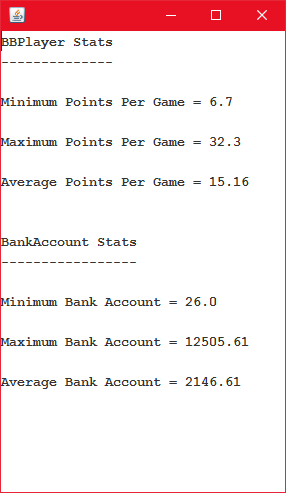 BBPlayer Stats
--------------
Minimum Points Per Game = 6.7
Maximum Points Per Game = 32.3
Average Points Per Game = 15.16
BankAccount Stats
-----------------
Minimum Bank Account = 26.0
Maximum Bank Account = 12505.61
Average Bank Account = 2146.61